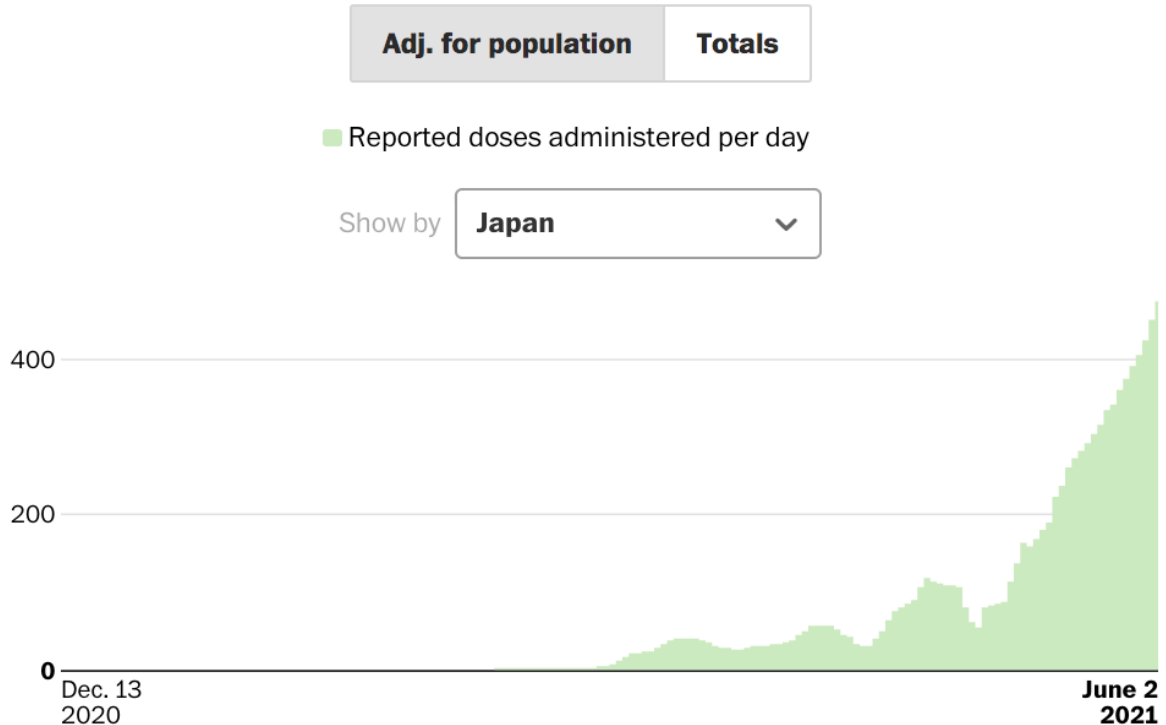 Adj. for population Totals
Reported doses administered per day
Show by Japan
400
200
0
Dec. 13 June 2
2020 2021